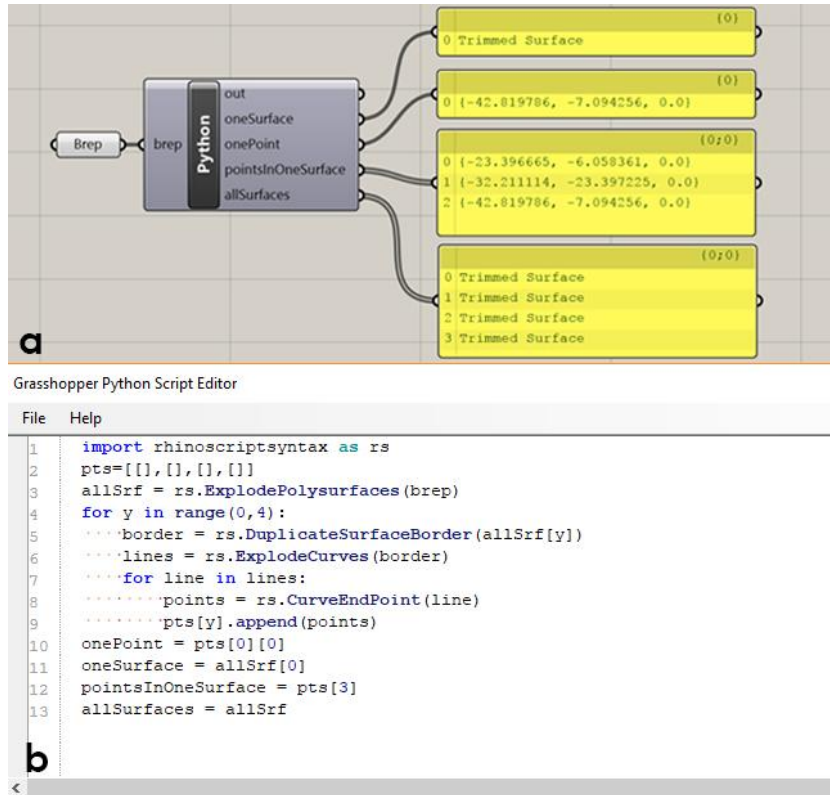 {0}
0 Trimmed Surface
{0}
0 {-42.819786, -7.094256, 0.0}
{0;0}
0 {-23.396665, -6.058361, 0.0}
1 {-32.211114, -23.397225, 0.0}
2 {-42.819786, -7.094256, 0.0}
{0;0}
0 Trimmed Surface
1 Trimmed Surface
2 Trimmed Surface
3 Trimmed Surface
Brep
brep
Python
out
oneSurface
onePoint
pointsInOneSurface
allSurfaces
a
Grasshopper Python Script Editor
File Help
1 import rhinoscriptsyntax as rs
2 pts=[[],[],[],[]]
3 allSrf = rs.ExplodePolysurfaces(brep)
4 for y in range(0,4):
5 ····border = rs.DuplicateSurfaceBorder(allSrf[y])
6 ····lines = rs.ExplodeCurves(border)
7 ····for line in lines:
8 ········points = rs.CurveEndPoint(line)
9 ········pts[y].append(points)
10 onePoint = pts[0][0]
11 oneSurface = allSrf[0]
12 pointsInOneSurface = pts[3]
13 allSurfaces = allSrf
b